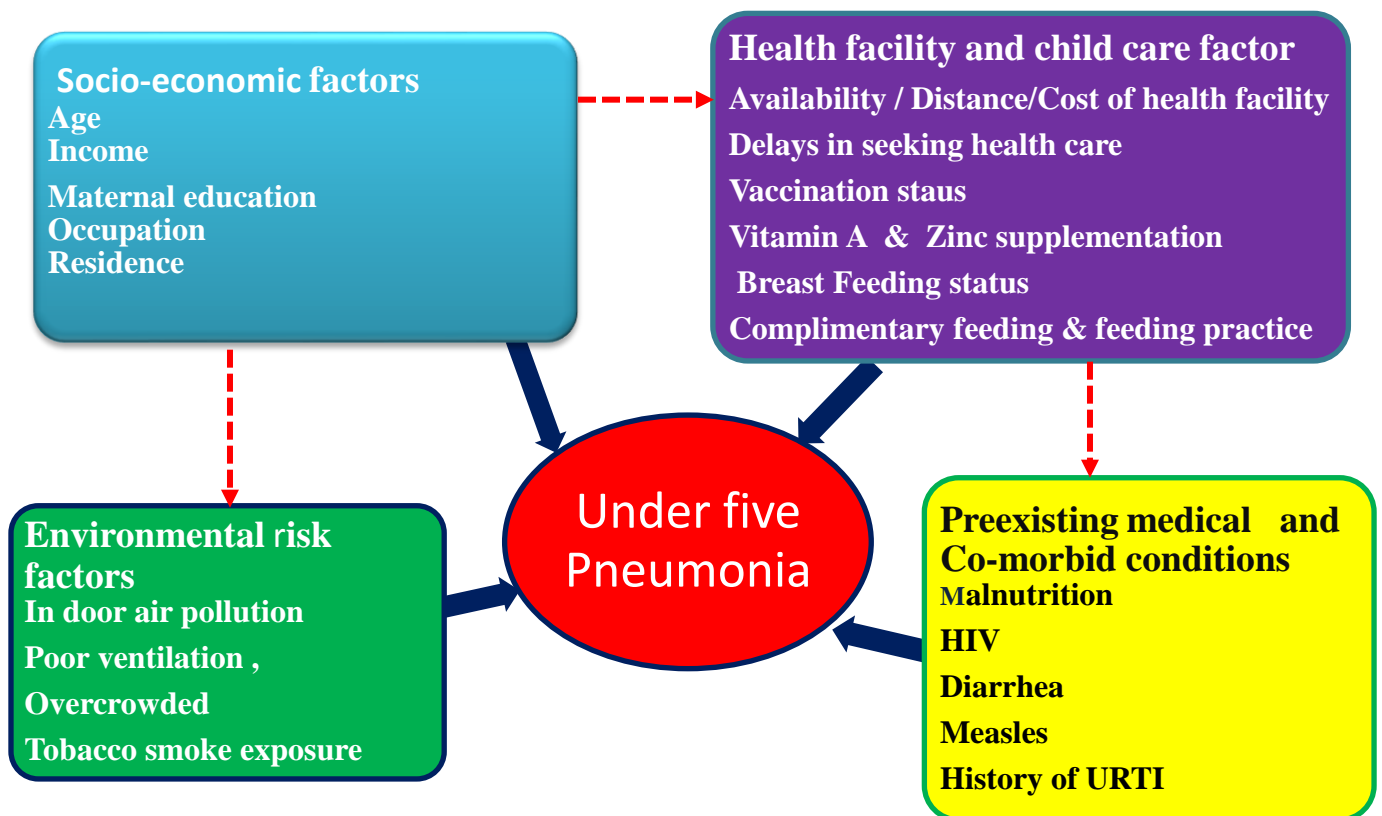 Socio-economic factors
Age
Income
Maternal education
Occupation
Residence
Health facility and child care factor
Availability / Distance/Cost of health facility
Delays in seeking health care
Vaccination staus
Vitamin A & Zinc supplementation
Breast Feeding status
Complimentary feeding & feeding practice
Under five
Pneumonia
Environmental risk
factors
In door air pollution
Poor ventilation ,
Overcrowded
Tobacco smoke exposure
Preexisting medical and
Co-morbid conditions
Malnutrition
HIV
Diarrhea
Measles
History of URTI